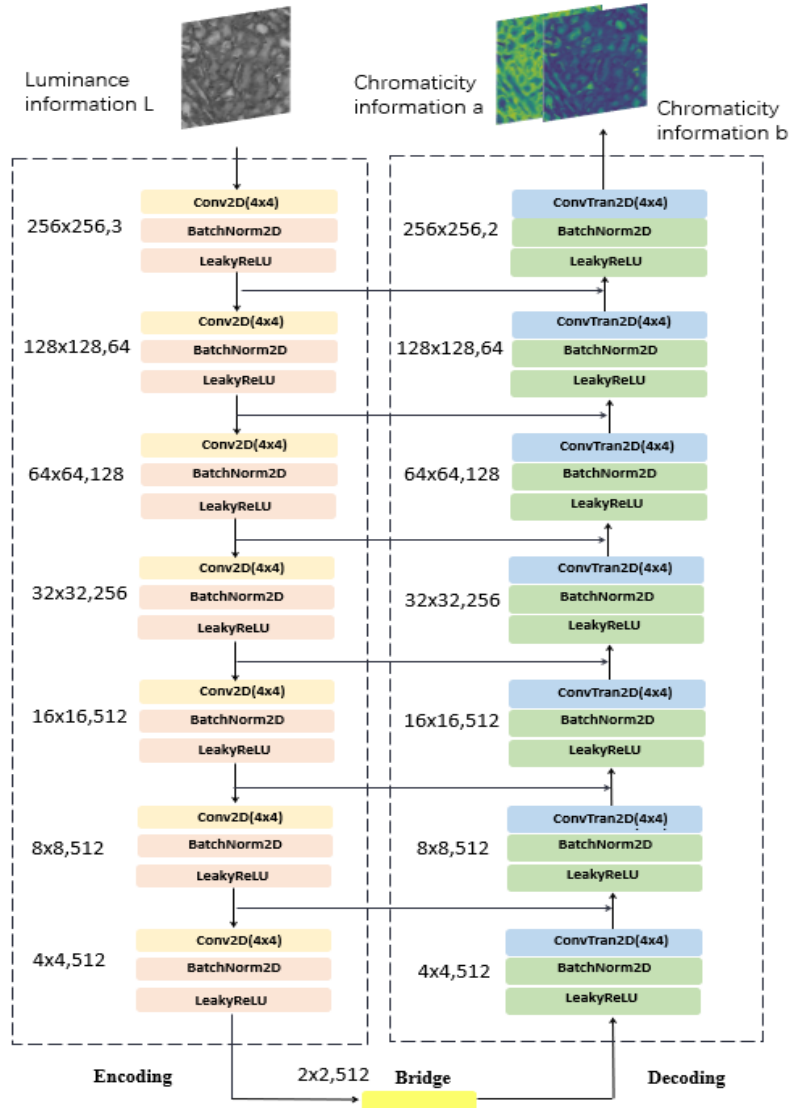 Luminance
information L
Chromaticity
information a
Chromaticity
information b
256x256,3
Conv2D(4x4)
BatchNorm2D
LeakyReLU
128x128,64
Conv2D(4x4)
BatchNorm2D
LeakyReLU
64x64,128
Conv2D(4x4)
BatchNorm2D
LeakyReLU
32x32,256
Conv2D(4x4)
BatchNorm2D
LeakyReLU
16x16,512
Conv2D(4x4)
BatchNorm2D
LeakyReLU
8x8,512
Conv2D(4x4)
BatchNorm2D
LeakyReLU
4x4,512
Conv2D(4x4)
BatchNorm2D
LeakyReLU
256x256,2
ConvTran2D(4x4)
BatchNorm2D
LeakyReLU
128x128,64
ConvTran2D(4x4)
BatchNorm2D
LeakyReLU
64x64,128
ConvTran2D(4x4)
BatchNorm2D
LeakyReLU
32x32,256
ConvTran2D(4x4)
BatchNorm2D
LeakyReLU
16x16,512
ConvTran2D(4x4)
BatchNorm2D
LeakyReLU
8x8,512
ConvTran2D(4x4)
BatchNorm2D
LeakyReLU
4x4,512
ConvTran2D(4x4)
BatchNorm2D
LeakyReLU
Encoding
2x2,512
Bridge
Decoding